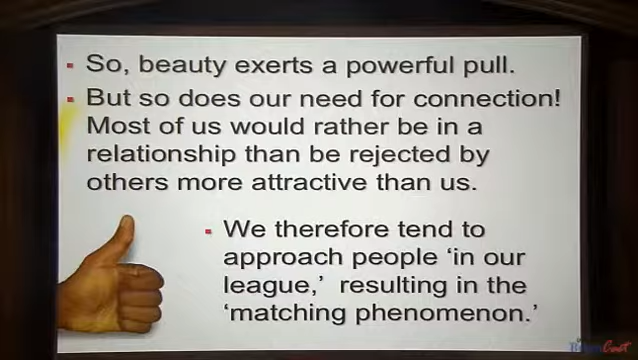 So, beauty exerts a powerful pull.
But so does our need for connection!
Most of us would rather be in a
relationship than be rejected by
others more attractive than us.
We therefore tend to
approach people ‘in our
league,’ resulting in the
‘matching phenomenon.’